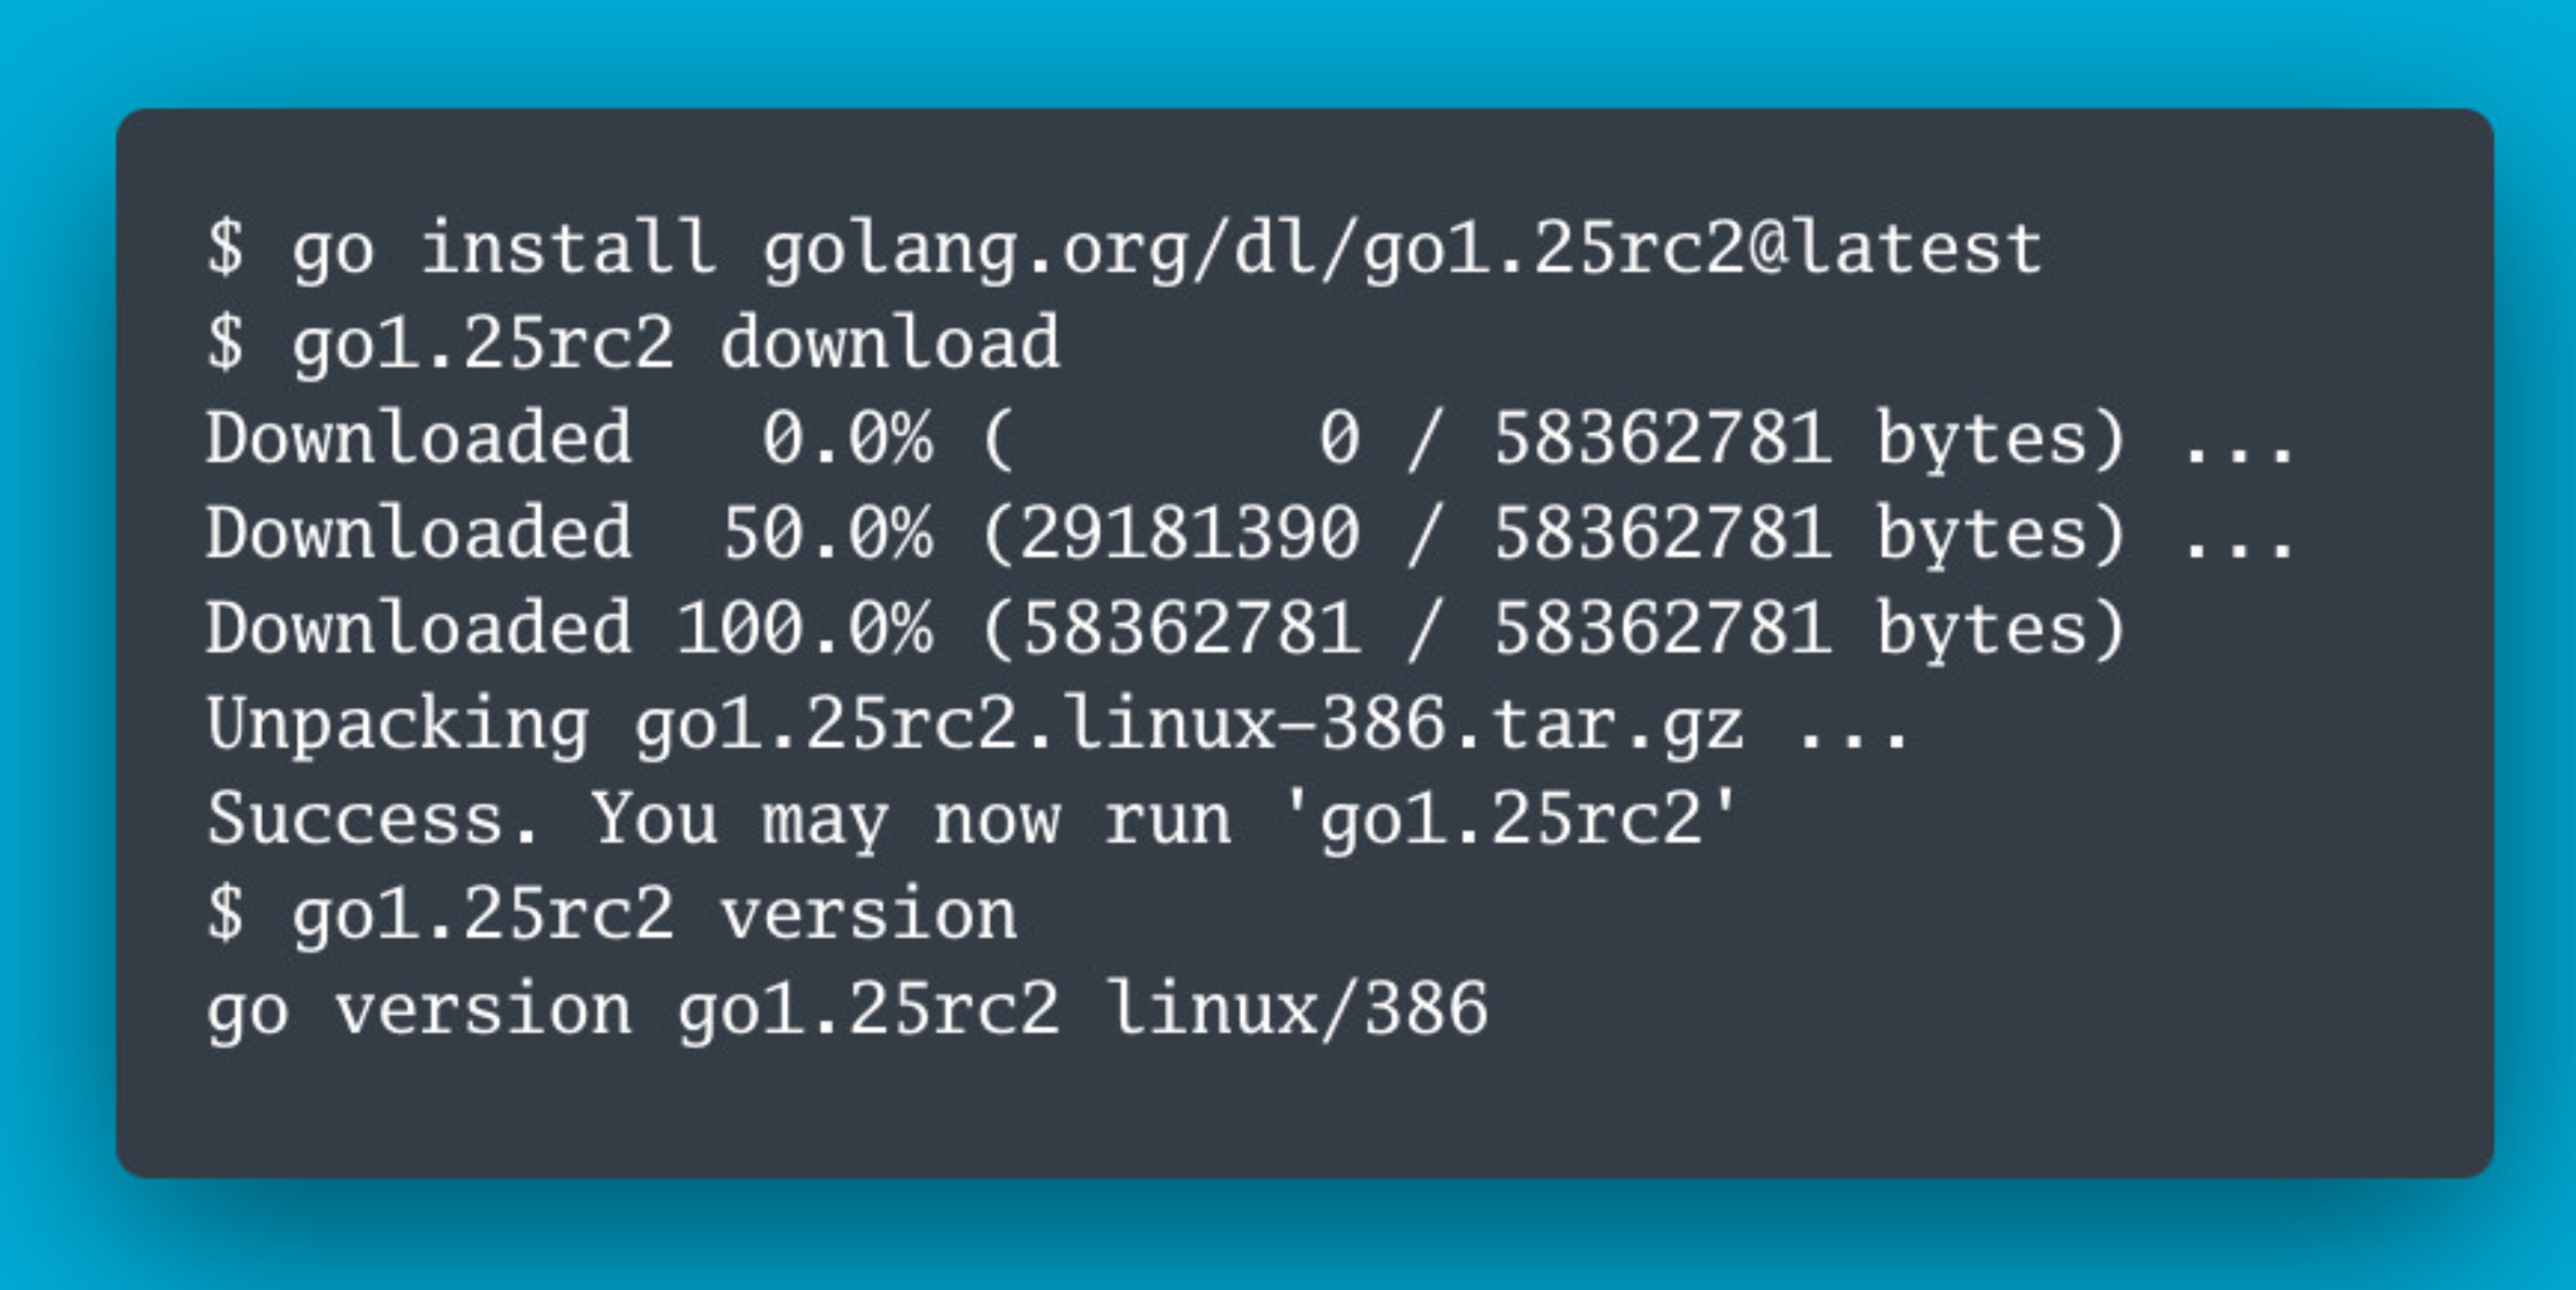 $ go install golang.org/dl/go1.25rc2@latest
$ go1.25rc2 download
Downloaded   0.0% (       0 / 58362781 bytes) ...
Downloaded  50.0% (29181390 / 58362781 bytes) ...
Downloaded 100.0% (58362781 / 58362781 bytes)
Unpacking go1.25rc2.linux-386.tar.gz ...
Success. You may now run 'go1.25rc2'
$ go1.25rc2 version
go version go1.25rc2 linux/386